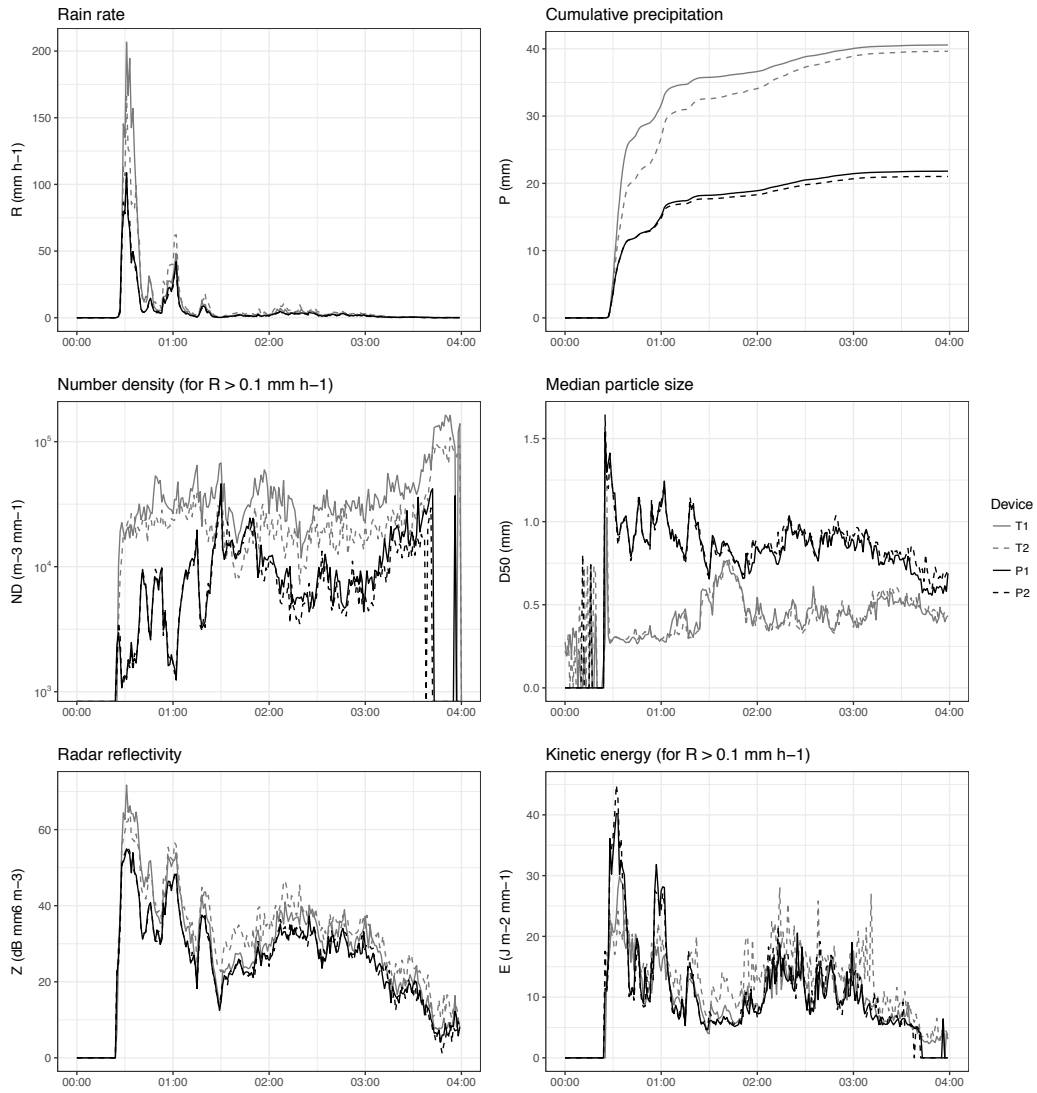 Rain rate
R (mm h−1)
200
150
100
50
0
00:00 01:00 02:00 03:00 04:00
Cumulative precipitation
P (mm)
40
30
20
10
0
00:00 01:00 02:00 03:00 04:00
Number density (for R > 0.1 mm h−1)
ND (m−3 mm−1)
10⁵
10⁴
10³
00:00 01:00 02:00 03:00 04:00
Median particle size
D50 (mm)
1.5
1.0
0.5
0.0
00:00 01:00 02:00 03:00 04:00
Device
T1
T2
P1
P2
Radar reflectivity
Z (dB mm6 m−3)
60
40
20
0
00:00 01:00 02:00 03:00 04:00
Kinetic energy (for R > 0.1 mm h−1)
E (J m−2 mm−1)
40
30
20
10
0
00:00 01:00 02:00 03:00 04:00